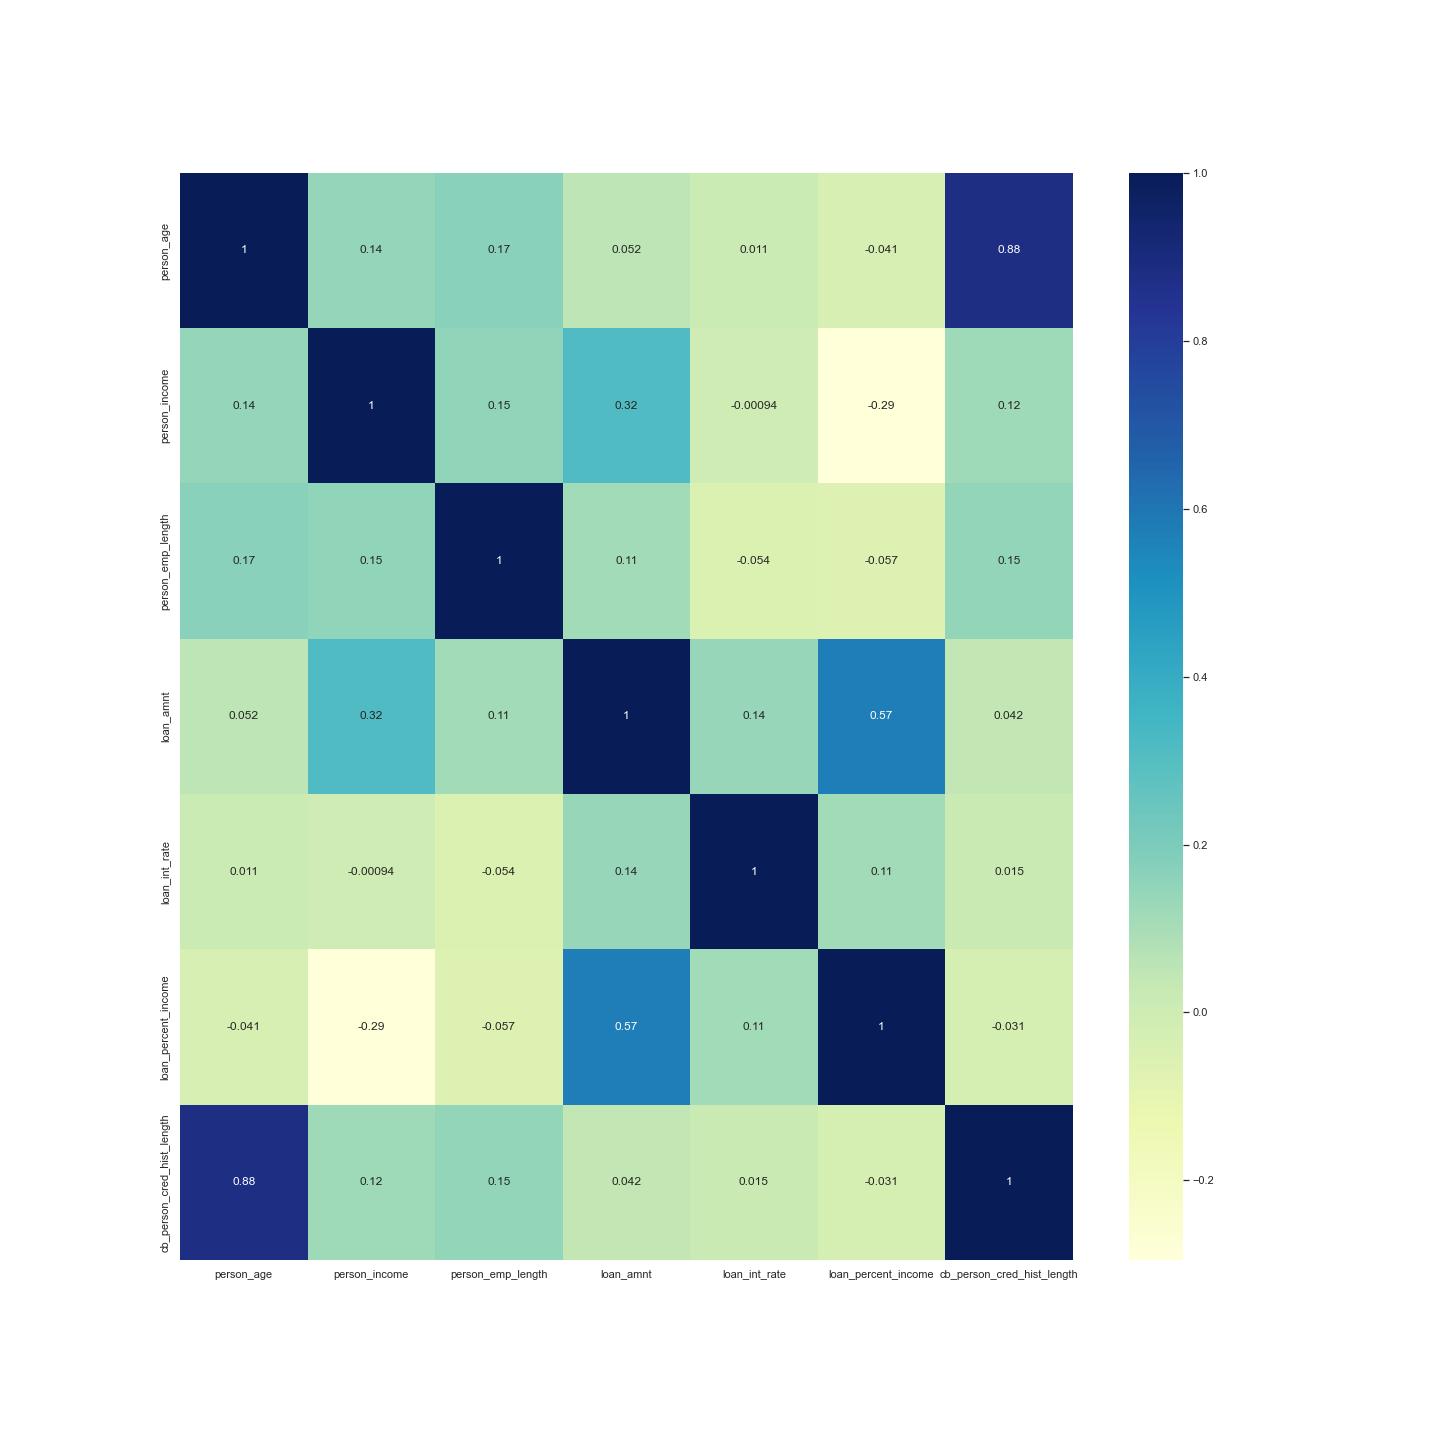 person_age 1 0.14 0.17 0.052 0.011 -0.041 0.88
person_income 0.14 1 0.15 0.32 -0.00094 -0.29 0.12
person_emp_length 0.17 0.15 1 0.11 -0.054 -0.057 0.15
loan_amnt 0.052 0.32 0.11 1 0.14 0.57 0.042
loan_int_rate 0.011 -0.00094 -0.054 0.14 1 0.11 0.015
loan_percent_income -0.041 -0.29 -0.057 0.57 0.11 1 -0.031
cb_person_cred_hist_length 0.88 0.12 0.15 0.042 0.015 -0.031 1
person_age person_income person_emp_length loan_amnt loan_int_rate loan_percent_income cb_person_cred_hist_length
1.0
0.8
0.6
0.4
0.2
0.0
−0.2